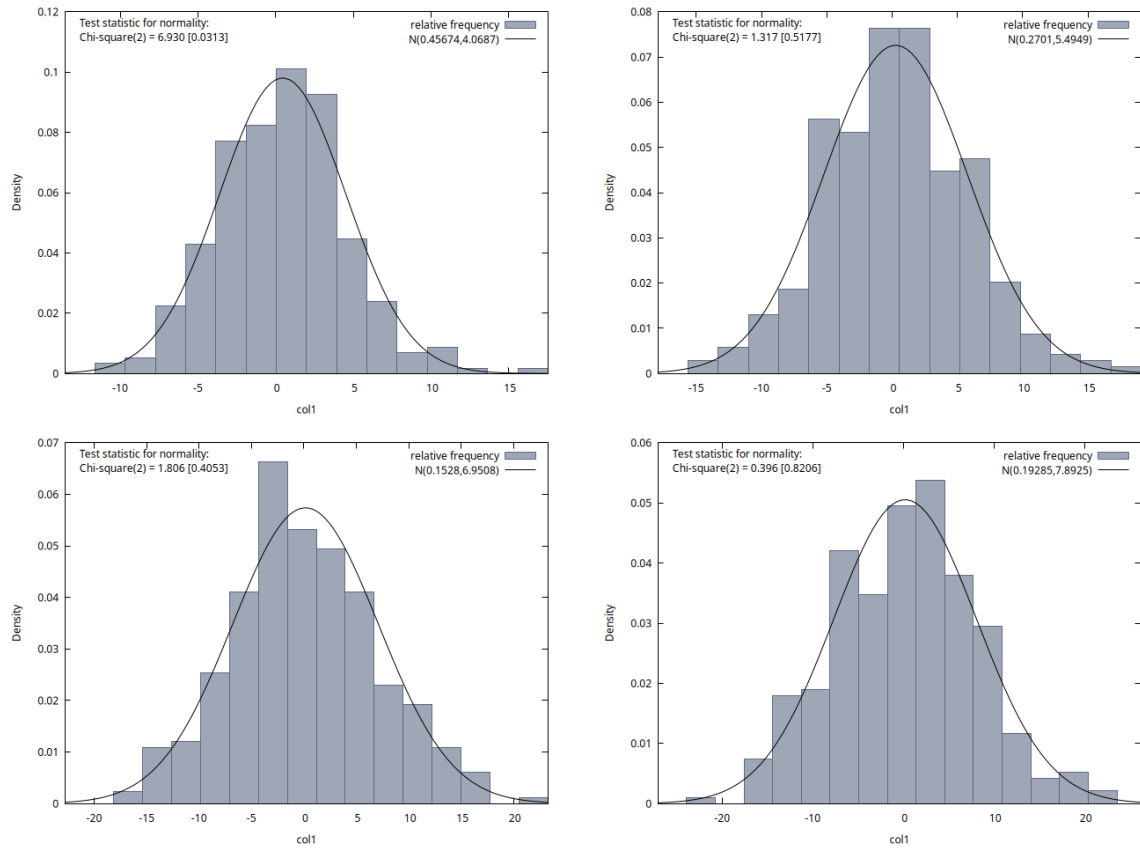 Test statistic for normality:
Chi-square(2) = 6.930 [0.0313]
relative frequency
N(0.45674,4.0687)
0.12
0.1
0.08
0.06
0.04
0.02
0
Density
-10
-5
0
5
10
15
col1
Test statistic for normality:
Chi-square(2) = 1.317 [0.5177]
relative frequency
N(0.2701,5.4949)
0.08
0.07
0.06
0.05
0.04
0.03
0.02
0.01
0
Density
-15
-10
-5
0
5
10
15
col1
Test statistic for normality:
Chi-square(2) = 1.806 [0.4053]
relative frequency
N(0.1528,6.9508)
0.07
0.06
0.05
0.04
0.03
0.02
0.01
0
Density
-20
-15
-10
-5
0
5
10
15
20
col1
Test statistic for normality:
Chi-square(2) = 0.396 [0.8206]
relative frequency
N(0.19285,7.8925)
0.06
0.05
0.04
0.03
0.02
0.01
0
Density
-20
-10
0
10
20
col1